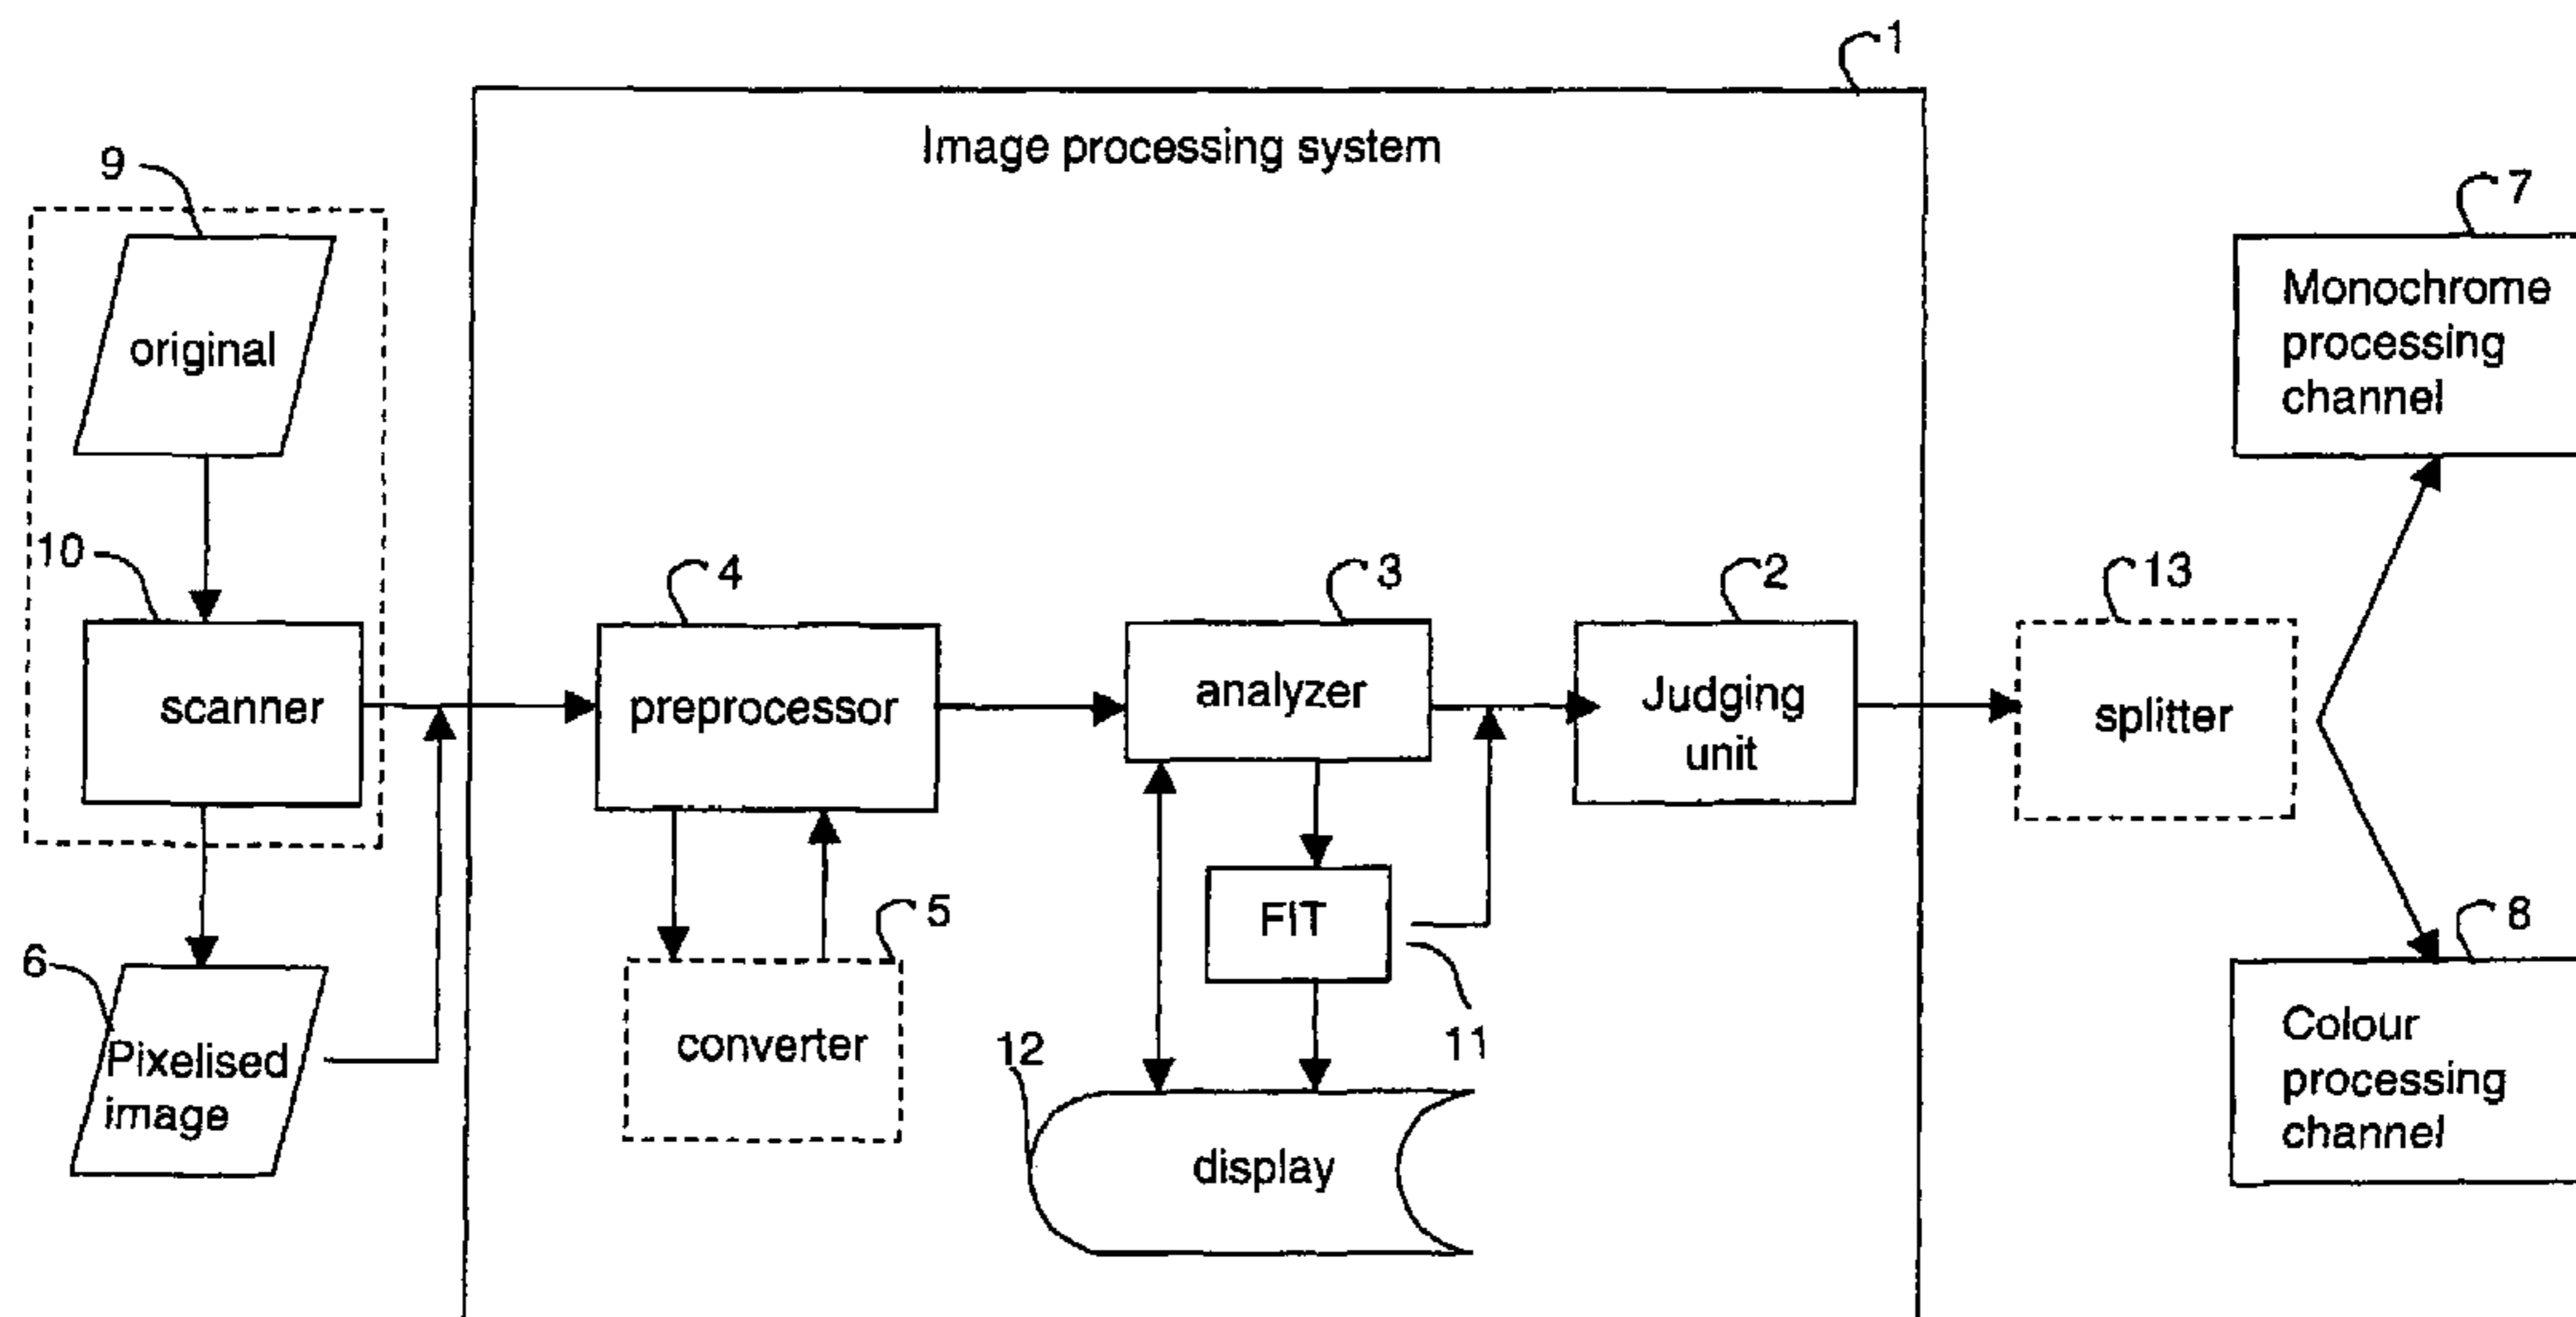 1
Image processing system
9
7
original
Monochrome
processing
channel
10
4
3
2
13
scanner
preprocessor
analyzer
Judging
unit
splitter
6
5
FIT
8
Pixelised
image
converter
12
11
display
Colour
processing
channel